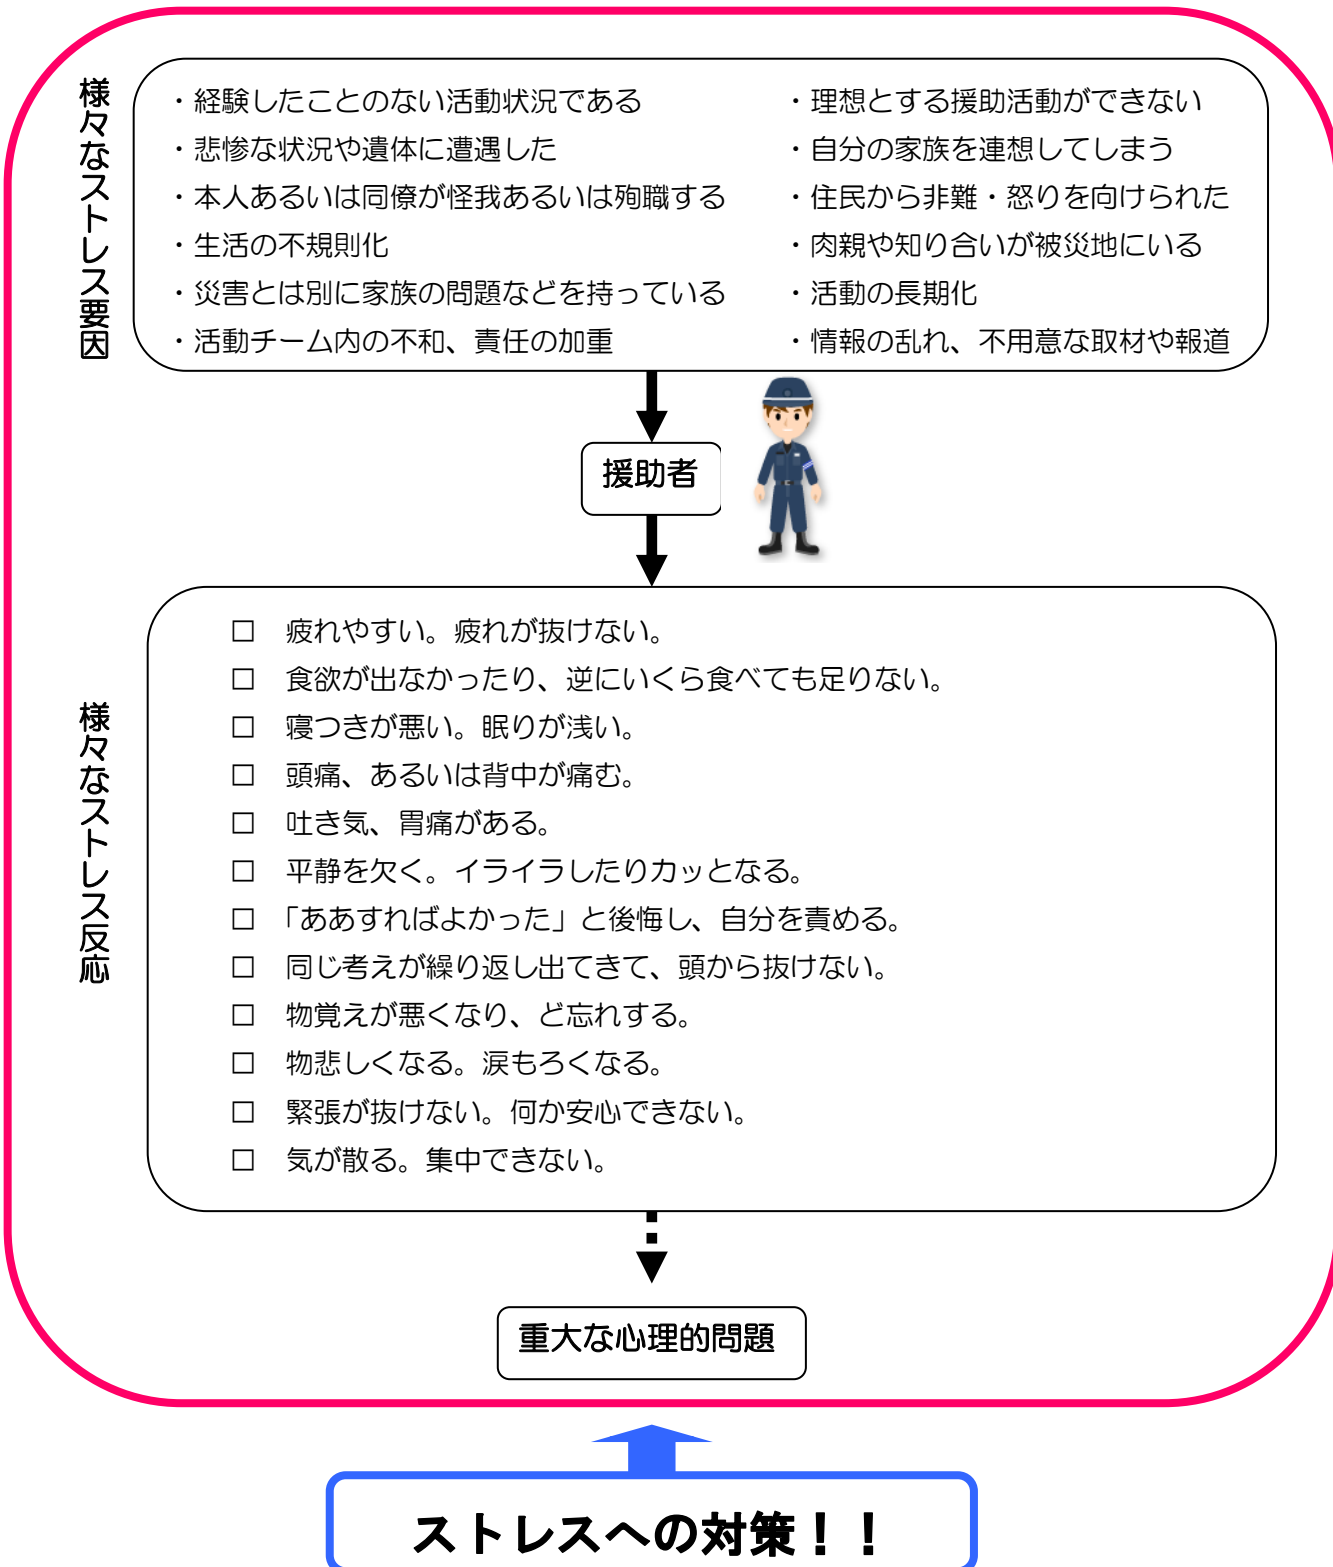 様々なストレス要因
・経験したことのない活動状況である
・悲惨な状況や遺体に遭遇した
・本人あるいは同僚が怪我あるいは殉職する
・生活の不規則化
・災害とは別に家族の問題などを持っている
・活動チーム内の不和、責任の加重
・理想とする援助活動ができない
・自分の家族を連想してしまう
・住民から非難・怒りを向けられた
・肉親や知り合いが被災地にいる
・活動の長期化
・情報の乱れ、不用意な取材や報道
援助者
様々なストレス反応
□ 疲れやすい。疲れが抜けない。
□ 食欲が出なかったり、逆にいくら食べても足りない。
□ 寝つきが悪い。眠りが浅い。
□ 頭痛、あるいは背中が痛む。
□ 吐き気、胃痛がある。
□ 平静を欠く。イライラしたりカッとなる。
□ 「ああすればよかった」と後悔し、自分を責める。
□ 同じ考えが繰り返し出てきて、頭から抜けない。
□ 物覚えが悪くなり、ど忘れする。
□ 物悲しくなる。涙もろくなる。
□ 緊張が抜けない。何か安心できない。
□ 気が散る。集中できない。
重大な心理的問題
ストレスへの対策！！